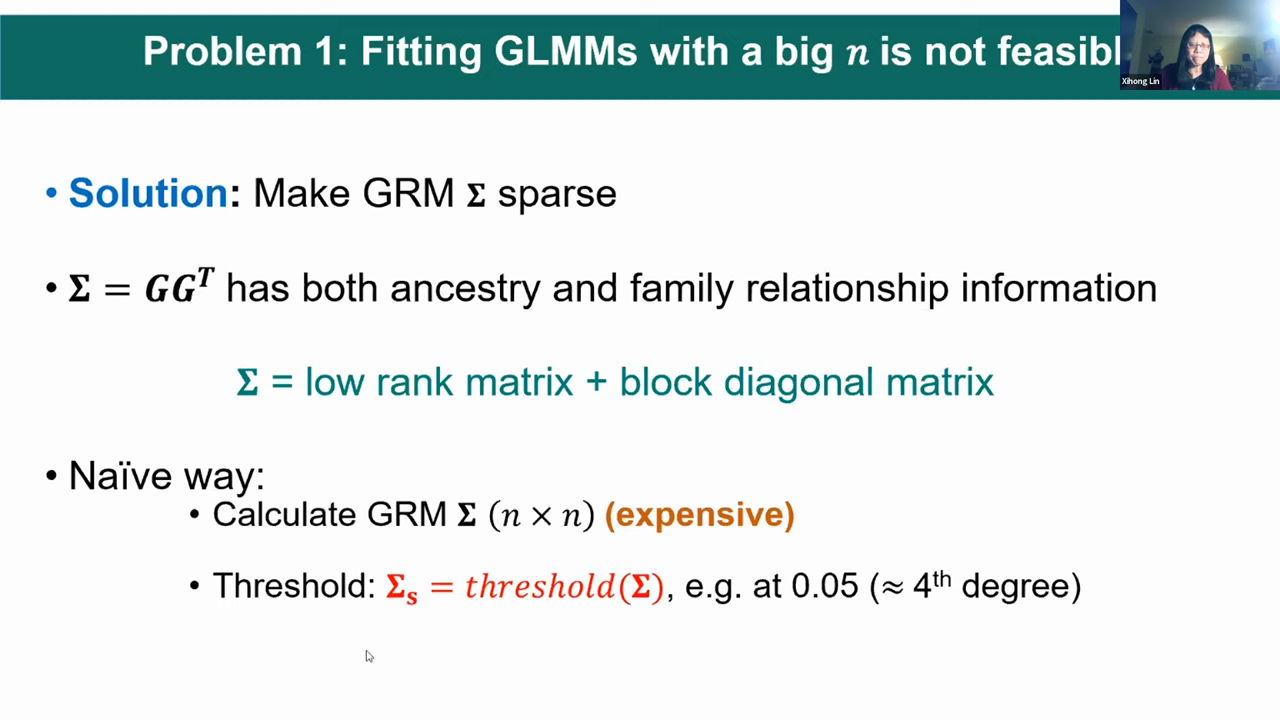 Problem 1: Fitting GLMMs with a big n is not feasibl
Xihong Lin
• Solution: Make GRM Σ sparse
• Σ = GGᵀ has both ancestry and family relationship information
Σ = low rank matrix + block diagonal matrix
• Naïve way:
• Calculate GRM Σ (n × n) (expensive)
• Threshold: Σₛ = threshold(Σ), e.g. at 0.05 (≈ 4th degree)